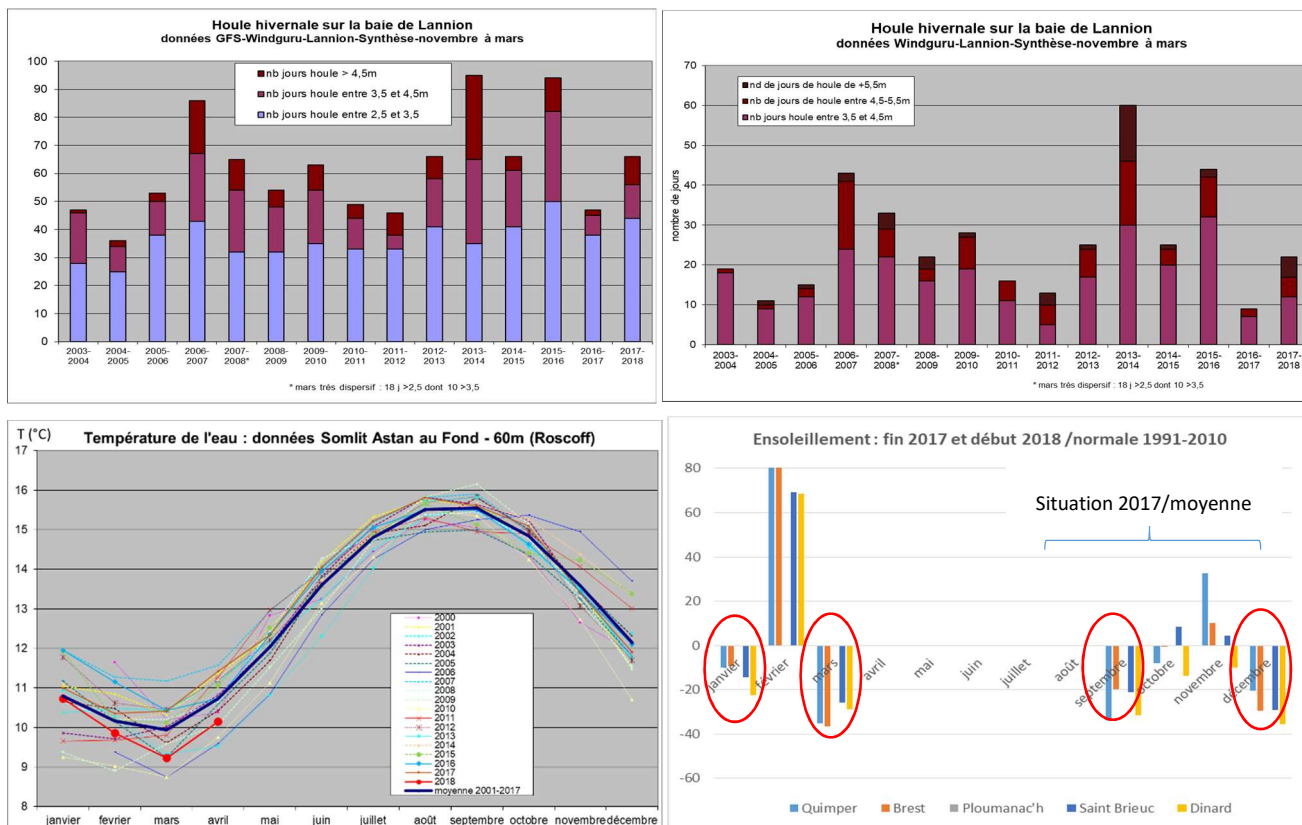 Houle hivernale sur la baie de Lannion
données GFS-Windguru-Lannion-Synthèse-novembre à mars
100
90
80
70
60
50
40
30
20
10
0
nb jours houle > 4,5m
nb jours houle entre 3,5 et 4,5m
nb jours houle entre 2,5 et 3,5
2003-2004
2004-2005
2005-2006
2006-2007
2007-2008*
2008-2009
2009-2010
2010-2011
2011-2012
2012-2013
2013-2014
2014-2015
2015-2016
2016-2017
2017-2018
* mars trés dispersif : 18 j >2,5 dont 10 >3,5
Houle hivernale sur la baie de Lannion
données Windguru-Lannion-Synthèse-novembre à mars
nombre de jours
70
60
50
40
30
20
10
0
nd de jours de houle de +5,5m
nb de jours de houle entre 4,5-5,5m
nb jours houle entre 3,5 et 4,5m
2003-2004
2004-2005
2005-2006
2006-2007
2007-2008*
2008-2009
2009-2010
2010-2011
2011-2012
2012-2013
2013-2014
2014-2015
2015-2016
2016-2017
2017-2018
* mars trés dispersif : 18 j >2,5 dont 10 >3,5
T (°C)
Température de l'eau : données Somlit Astan au Fond - 60m (Roscoff)
17
16
15
14
13
12
11
10
9
8
2000
2001
2002
2003
2004
2005
2006
2007
2008
2009
2010
2011
2012
2013
2014
2015
2016
2017
2018
moyenne 2001-2017
janvier
fevrier
mars
avril
mai
juin
juillet
août
septembre
octobre
novembre
décembre
Ensoleillement : fin 2017 et début 2018 /normale 1991-2010
80
60
40
20
0
-20
-40
-60
Situation 2017/moyenne
janvier
février
mars
avril
mai
juin
juillet
août
septembre
octobre
novembre
décembre
Quimper
Brest
Ploumanac'h
Saint Brieuc
Dinard